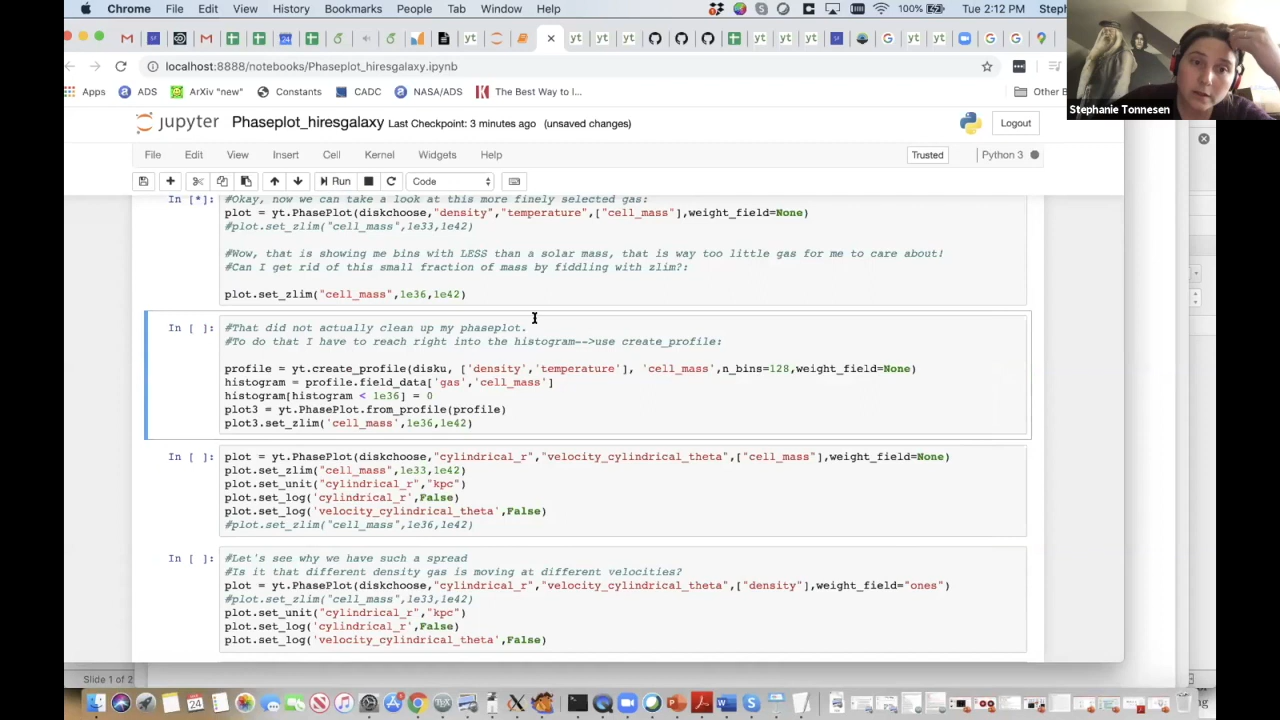 Chrome File Edit View History Bookmarks People Tab Window Help 100% Tue 2:12 PM Steph
localhost:8888/notebooks/Phaseplot_hiresgalaxy.ipynb
Apps ADS ArXiv "new" Constants CADC NASA/ADS The Best Way to I... Other B
Stephanie Tonnesen
jupyter Phaseplot_hiresgala Last Checkpoint: 3 minutes ago (unsaved changes) Logout
File Edit View Insert Cell Kernel Widgets Help Trusted Python 3
Run Code
In [*]: #Okay, now we can take a look at this more finely selected gas:
plot = yt.PhasePlot(diskchoose,"density","temperature",["cell_mass"],weight_field=None)
#plot.set_zlim("cell_mass",1e33,1e42)
#Wow, that is showing me bins with LESS than a solar mass, that is way too little gas for me to care about!
#Can I get rid of this small fraction of mass by fiddling with zlim?:
plot.set_zlim("cell_mass",1e36,1e42)
In [ ]: #That did not actually clean up my phaseplot.
#To do that I have to reach right into the histogram-->use create_profile:
profile = yt.create_profile(disku, ['density','temperature'], 'cell_mass',n_bins=128,weight_field=None)
histogram = profile.field_data['gas','cell_mass']
histogram[histogram < 1e36] = 0
plot3 = yt.PhasePlot.from_profile(profile)
plot3.set_zlim('cell_mass',1e36,1e42)
In [ ]: plot = yt.PhasePlot(diskchoose,"cylindrical_r","velocity_cylindrical_theta",["cell_mass"],weight_field=None)
plot.set_zlim("cell_mass",1e33,1e42)
plot.set_unit("cylindrical_r","kpc")
plot.set_log('cylindrical_r',False)
plot.set_log('velocity_cylindrical_theta',False)
#plot.set_zlim("cell_mass",1e36,1e42)
In [ ]: #Let's see why we have such a spread
#Is it that different density gas is moving at different velocities?
plot = yt.PhasePlot(diskchoose,"cylindrical_r","velocity_cylindrical_theta",["density"],weight_field="ones")
#plot.set_zlim("cell_mass",1e33,1e42)
plot.set_unit("cylindrical_r","kpc")
plot.set_log('cylindrical_r',False)
plot.set_log('velocity_cylindrical_theta',False)
Slide 1 of 2